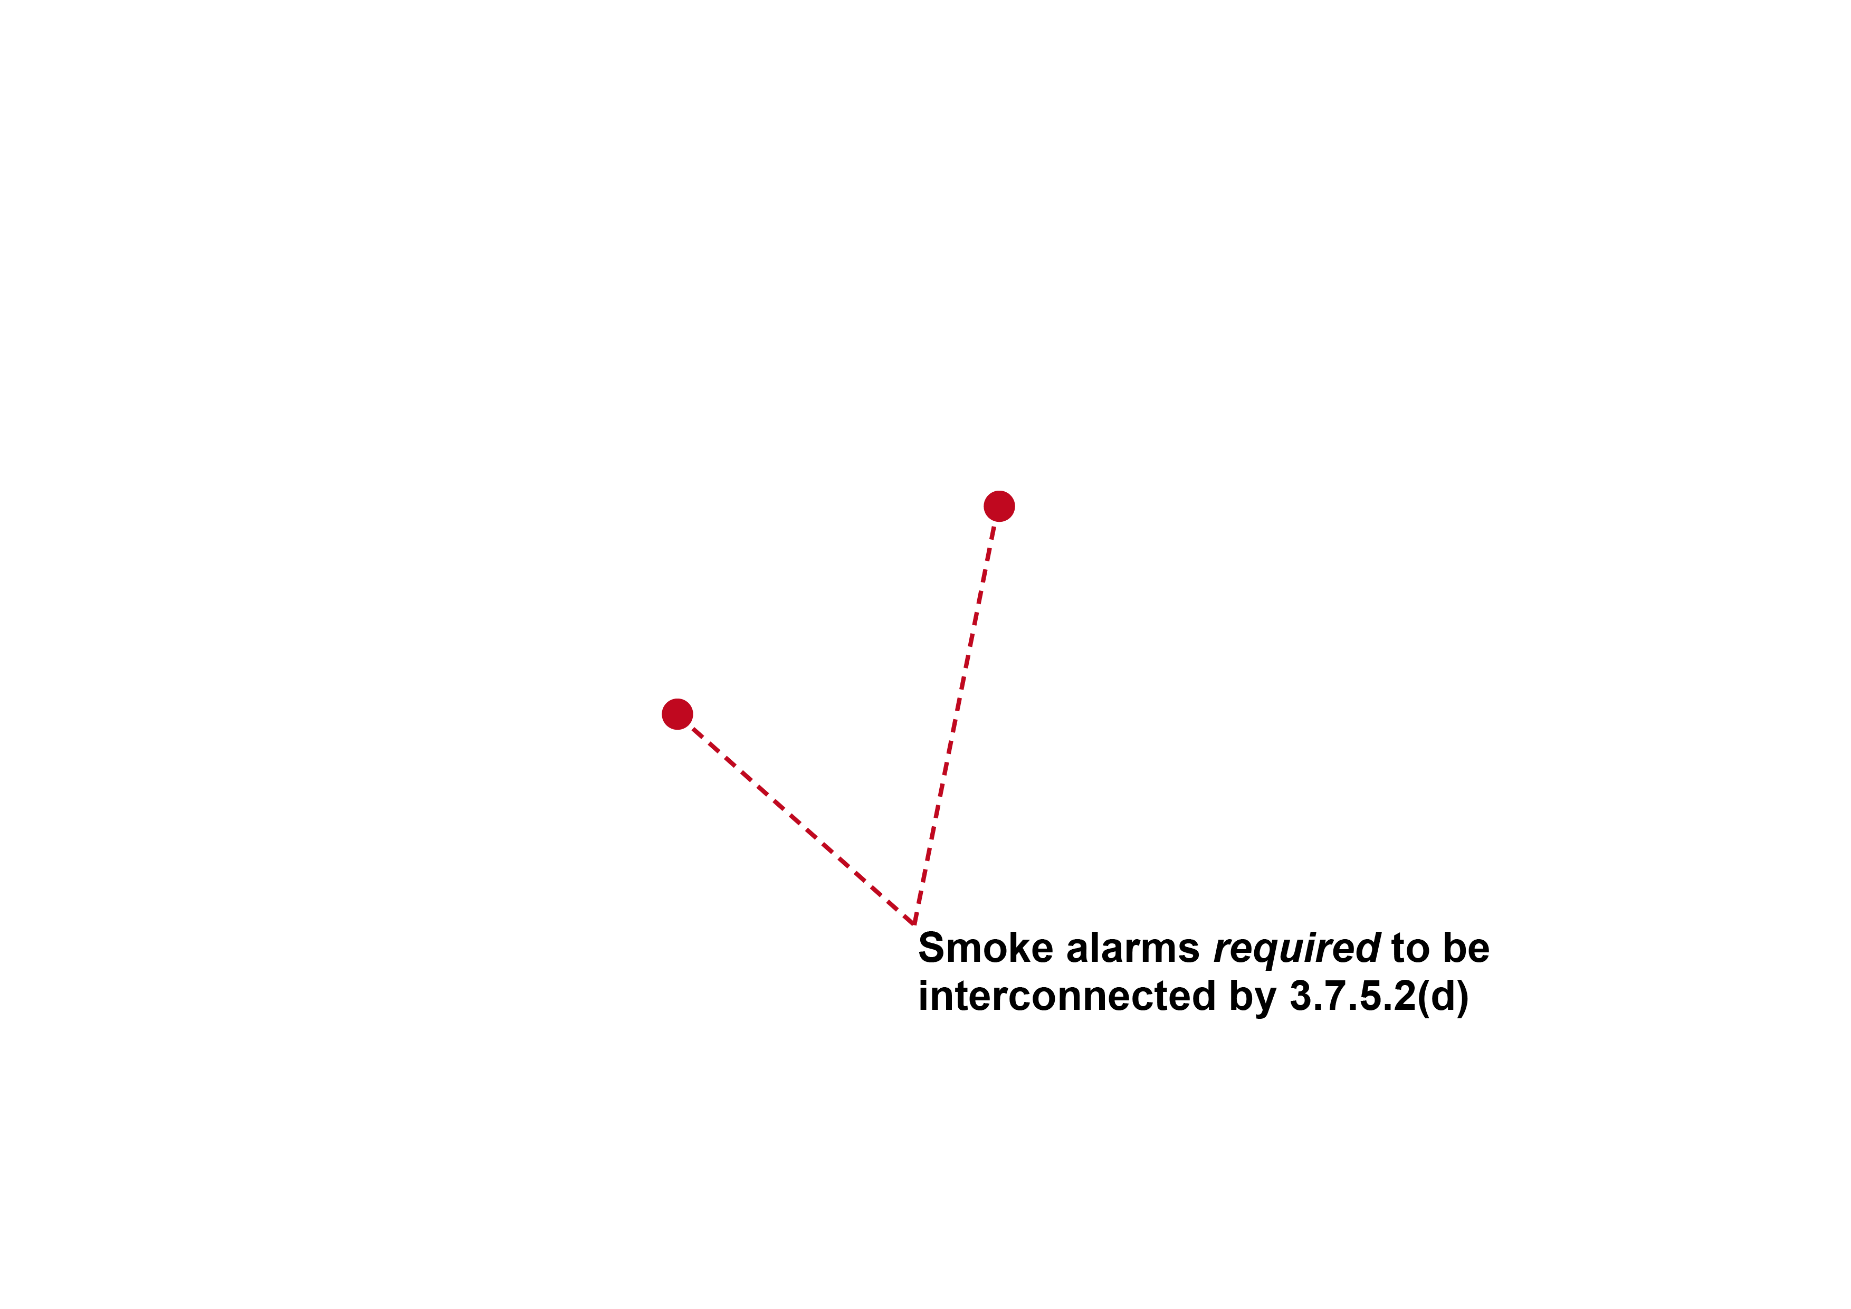 Smoke alarms required to be
interconnected by 3.7.5.2(d)